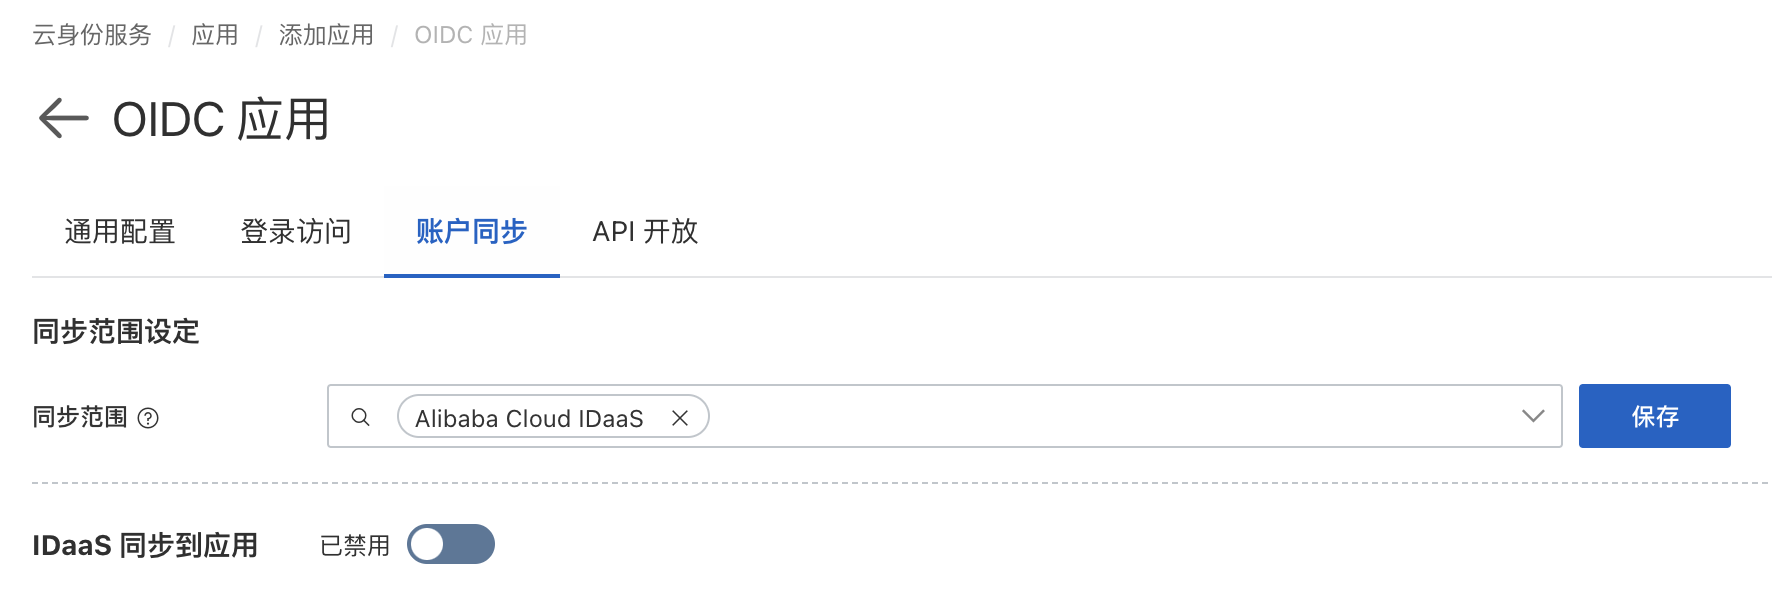 云身份服务 / 应用 / 添加应用 / OIDC 应用
OIDC 应用
通用配置 登录访问 账户同步 API 开放
同步范围设定
同步范围 Alibaba Cloud IDaaS 保存
IDaaS 同步到应用 已禁用